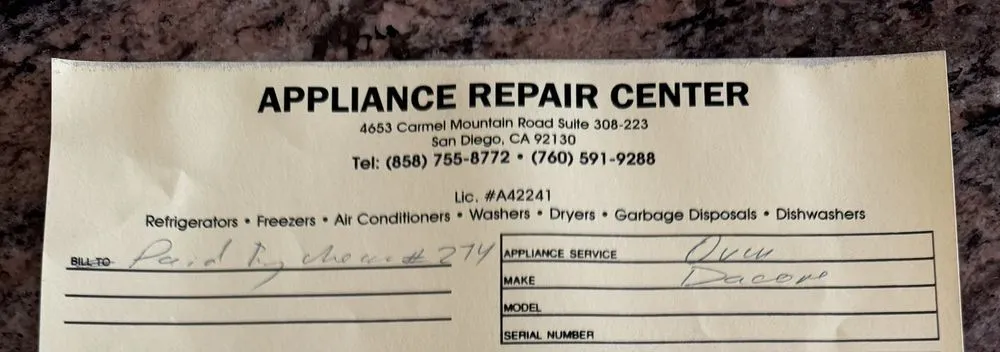 APPLIANCE REPAIR CENTER
4653 Carmel Mountain Road Suite 308-223
San Diego, CA 92130
Tel: (858) 755-8772 • (760) 591-9288
Lic. #A42241
Refrigerators • Freezers • Air Conditioners • Washers • Dryers • Garbage Disposals • Dishwashers
BILL TO Paid by check # 274
APPLIANCE SERVICE Oven
MAKE Dacor
MODEL
SERIAL NUMBER